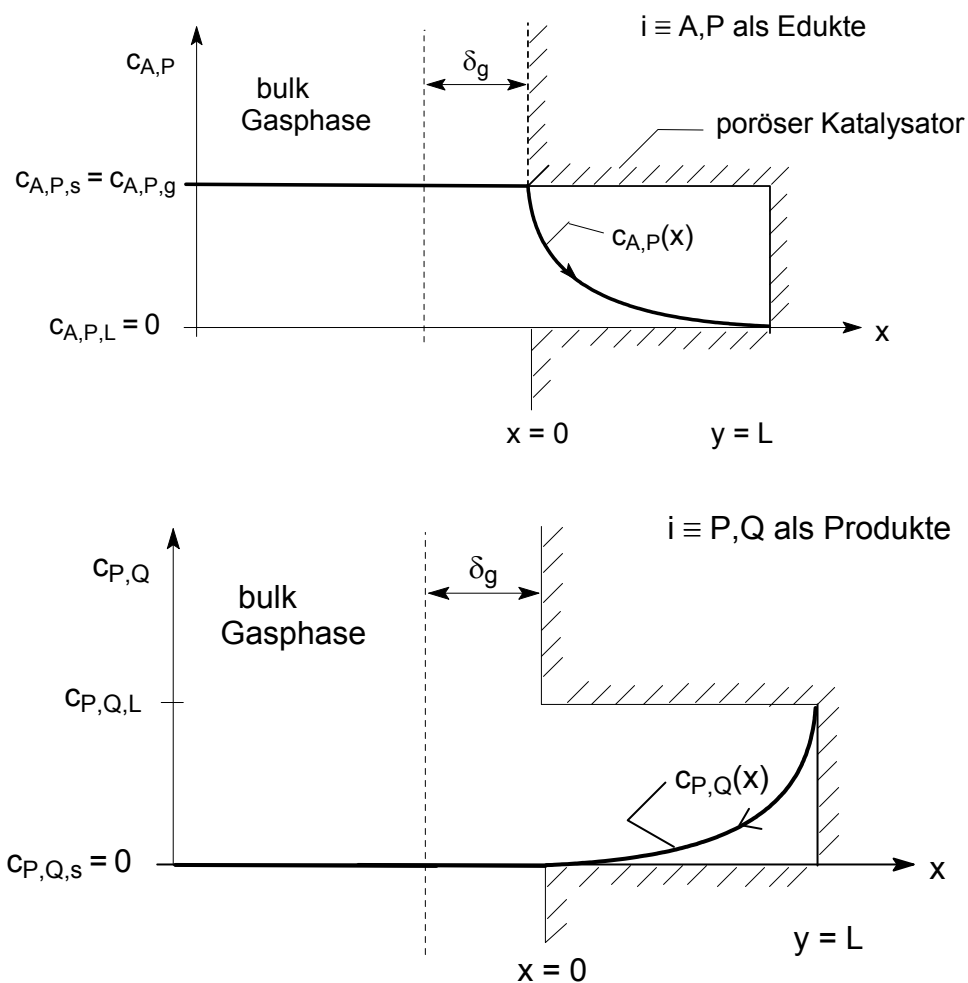 i ≡ A,P als Edukte
c_A,P
δ_g
bulk
Gasphase
poröser Katalysator
c_A,P,s = c_A,P,g
c_A,P(x)
c_A,P,L = 0
x
x = 0
y = L
i ≡ P,Q als Produkte
c_P,Q
δ_g
bulk
Gasphase
c_P,Q,L
c_P,Q(x)
c_P,Q,s = 0
x
y = L
x = 0